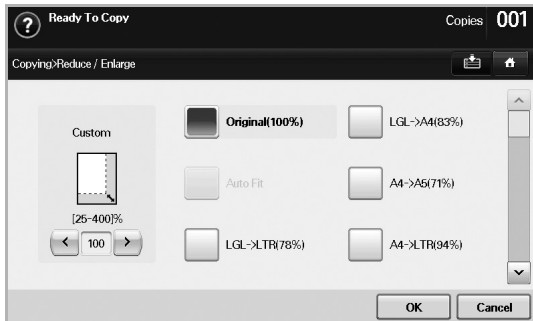 ? Ready To Copy
Copies 001
Copying>Reduce / Enlarge
Custom
[25-400]%
< 100 >
Original(100%)
LGL->A4(83%)
Auto Fit
A4->A5(71%)
LGL->LTR(78%)
A4->LTR(94%)
OK
Cancel